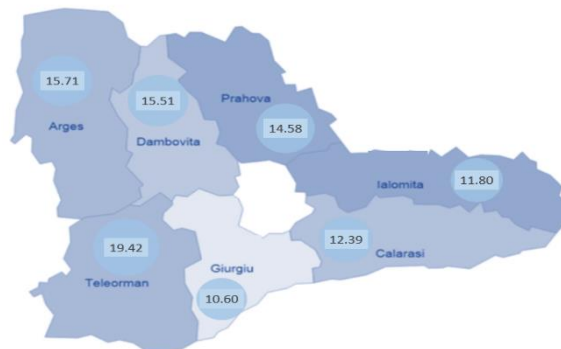 15.71
Arges
15.51
Dambovita
Prahova
14.58
Ialomita
11.80
19.42
Teleorman
Giurgiu
10.60
12.39
Calarasi